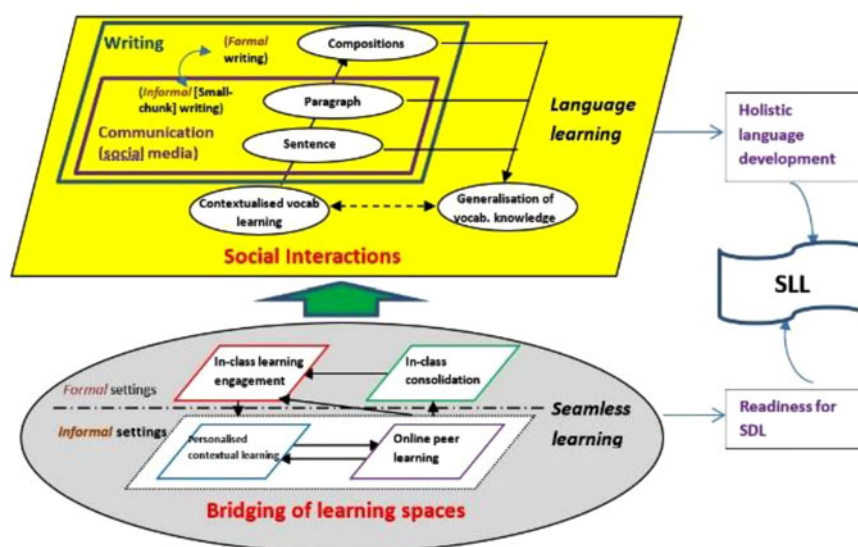 Writing
(Formal
writing)
Compositions
(Informal [Small-
chunk] writing)
Paragraph
Communication
(social media)
Sentence
Language
learning
Contextualised vocab
learning
Generalisation of
vocab. knowledge
Social Interactions
Holistic
language
development
SLL
In-class learning
engagement
In-class
consolidation
Formal settings
Informal settings
Seamless
learning
Personalised
contextual learning
Online peer
learning
Readiness for
SDL
Bridging of learning spaces